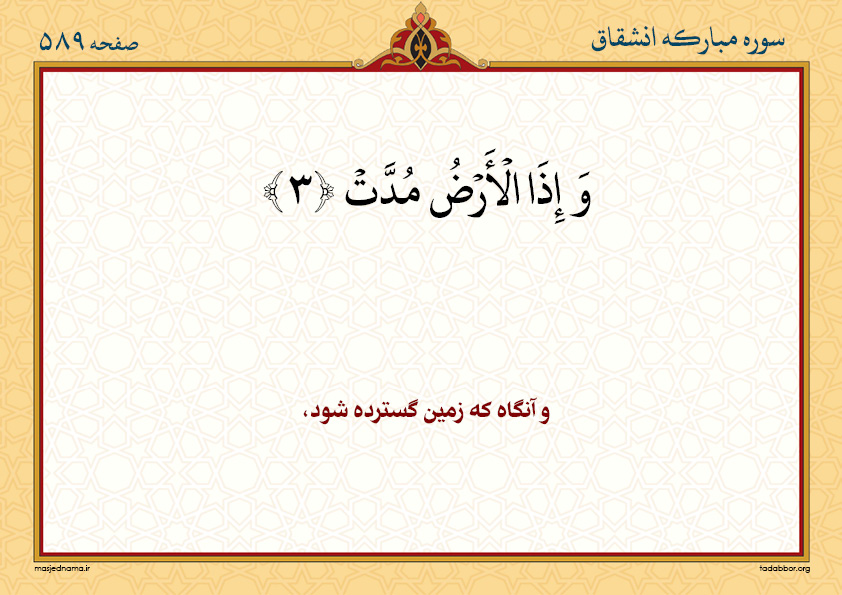 سوره مبارکه انشقاق
صفحه ۵۸۹
وَ إِذَا الْأَرْضُ مُدَّتْ ﴿۳﴾
و آنگاه که زمین گسترده شود،
masjednama.ir
tadabbor.org